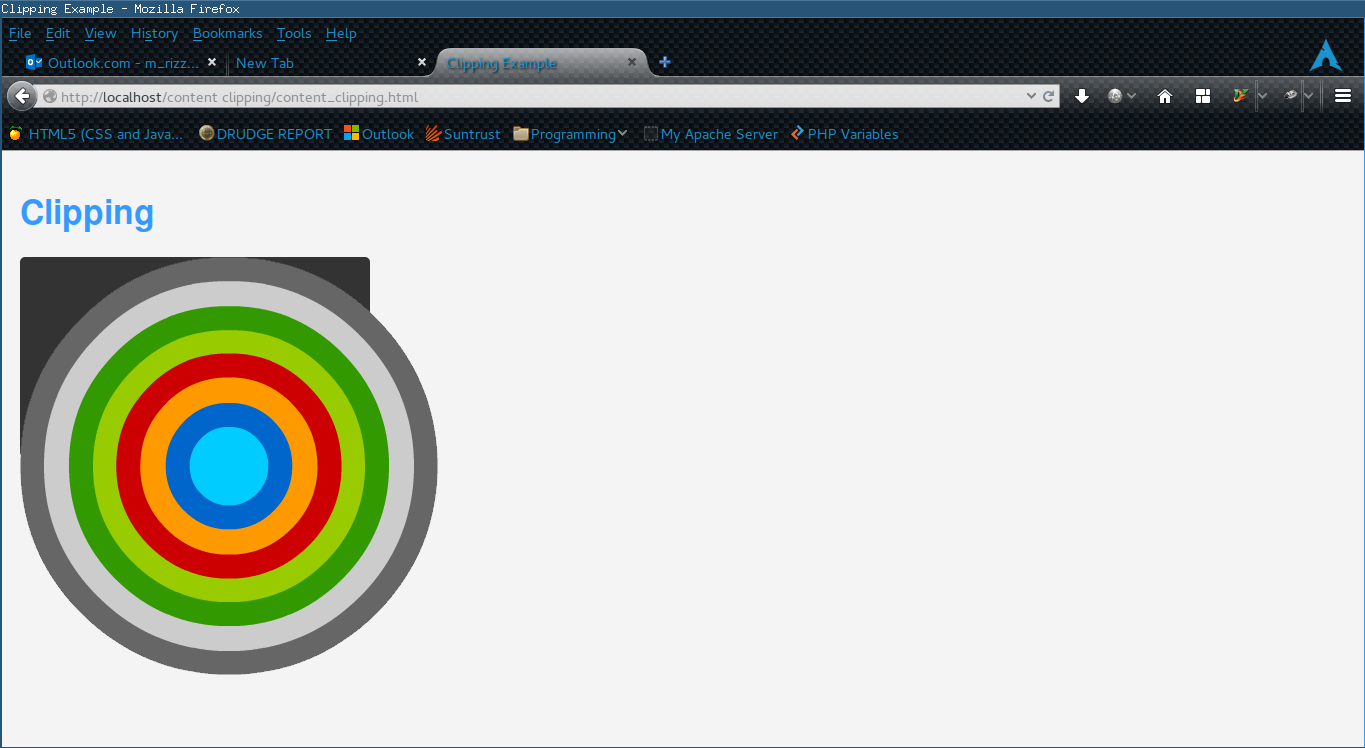 Clipping Example - Mozilla Firefox
File Edit View History Bookmarks Tools Help
Outlook.com - m_rizz... New Tab Clipping Example
http://localhost/content clipping/content_clipping.html
HTML5 (CSS and Java... DRUDGE REPORT Outlook Suntrust Programming My Apache Server PHP Variables
Clipping